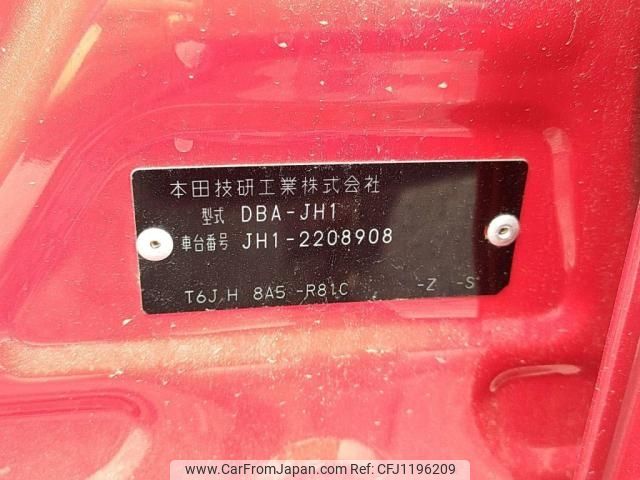 本田技研工業株式会社
型式 DBA-JH1
車台番号 JH1-2208908
T6J H 8A5 -R81C -Z -S
www.CarFromJapan.com REF No. CFJ1196209